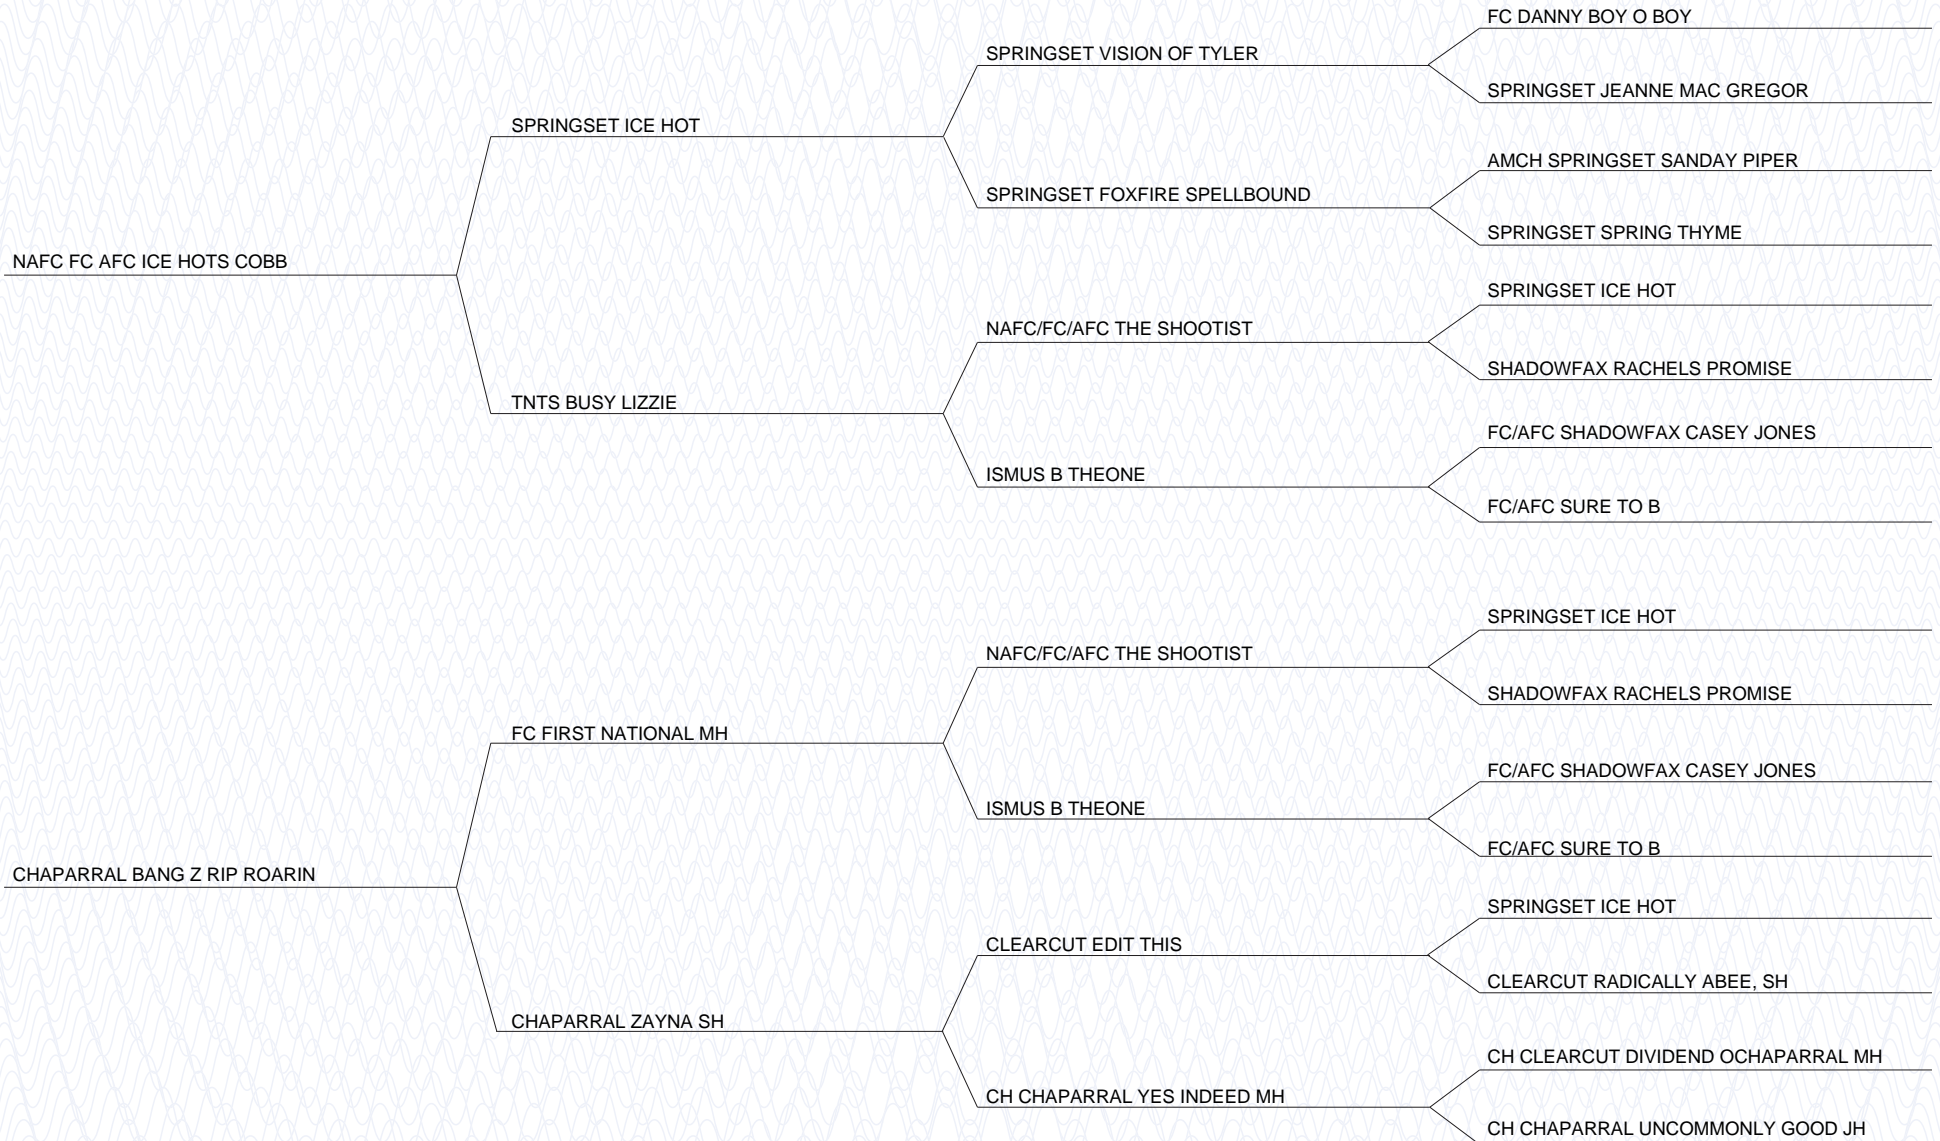 FC DANNY BOY O BOY
SPRINGSET VISION OF TYLER
SPRINGSET JEANNE MAC GREGOR
SPRINGSET ICE HOT
AMCH SPRINGSET SANDAY PIPER
SPRINGSET FOXFIRE SPELLBOUND
SPRINGSET SPRING THYME
NAFC FC AFC ICE HOTS COBB
SPRINGSET ICE HOT
NAFC/FC/AFC THE SHOOTIST
SHADOWFAX RACHELS PROMISE
TNTS BUSY LIZZIE
FC/AFC SHADOWFAX CASEY JONES
ISMUS B THEONE
FC/AFC SURE TO B
SPRINGSET ICE HOT
NAFC/FC/AFC THE SHOOTIST
SHADOWFAX RACHELS PROMISE
FC FIRST NATIONAL MH
FC/AFC SHADOWFAX CASEY JONES
ISMUS B THEONE
FC/AFC SURE TO B
CHAPARRAL BANG Z RIP ROARIN
SPRINGSET ICE HOT
CLEARCUT EDIT THIS
CLEARCUT RADICALLY ABEE, SH
CHAPARRAL ZAYNA SH
CH CLEARCUT DIVIDEND OCHAPARRAL MH
CH CHAPARRAL YES INDEED MH
CH CHAPARRAL UNCOMMONLY GOOD JH